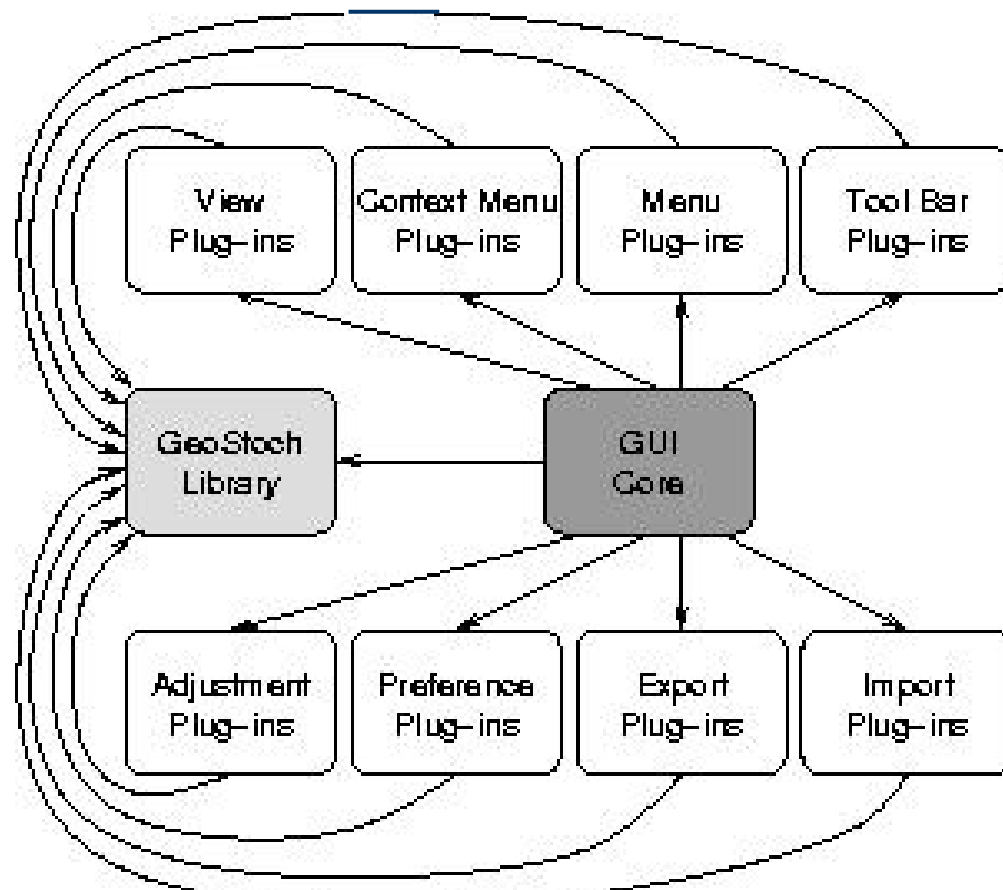 View
Plug-ins
Context Menu
Plug-ins
Menu
Plug-ins
Tool Bar
Plug-ins
GeoStoch
Library
GUI
Core
Adjustment
Plug-ins
Preference
Plug-ins
Export
Plug-ins
Import
Plug-ins